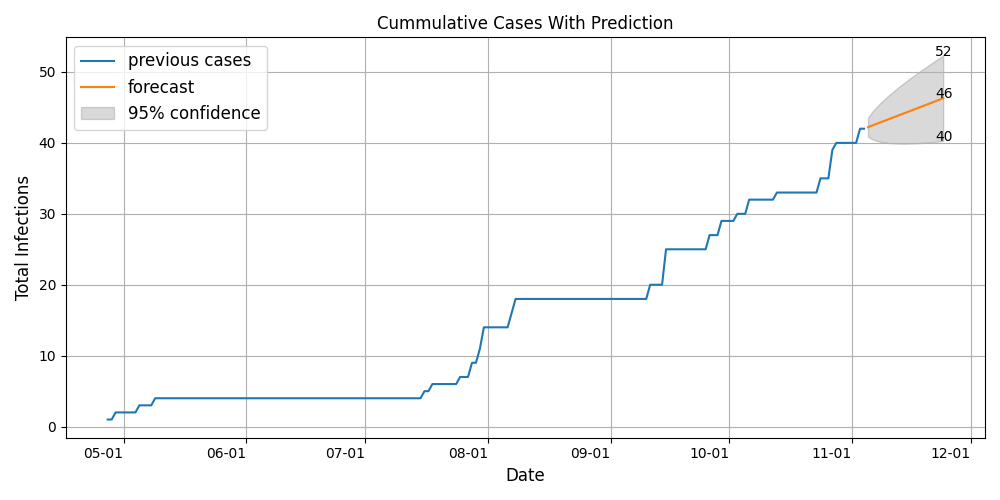 Cummulative Cases With Prediction
previous cases
forecast
95% confidence
52
46
40
Total Infections
50
40
30
20
10
0
05-01
06-01
07-01
08-01
09-01
10-01
11-01
12-01
Date